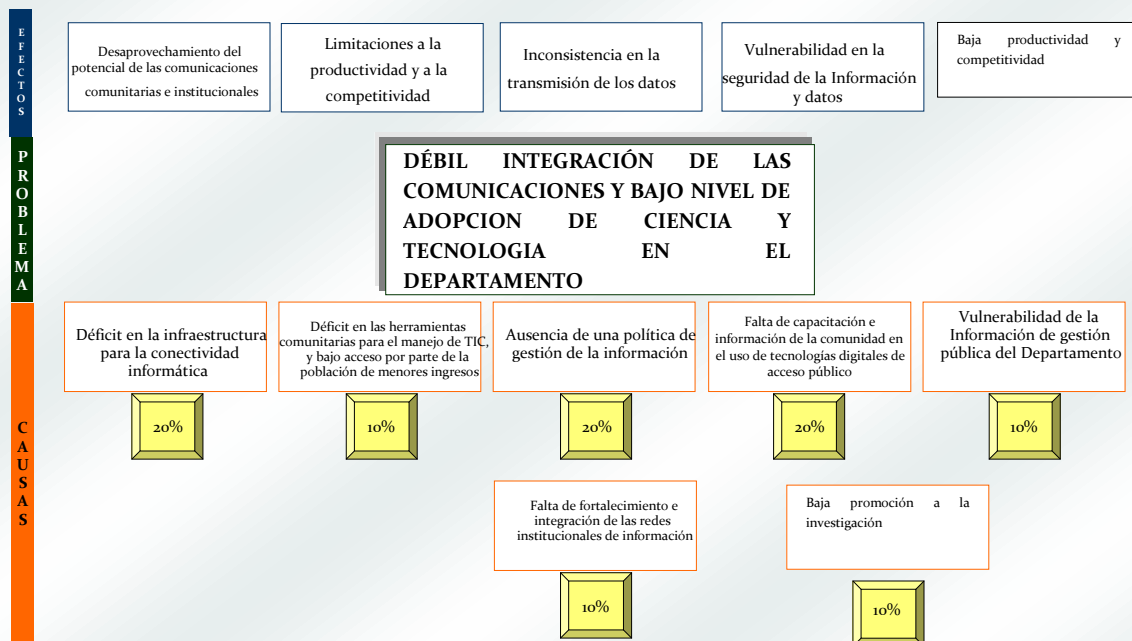 EFECTOS
Desaprovechamiento del
potencial de las comunicaciones
comunitarias e institucionales
Limitaciones a la
productividad y a la
competitividad
Inconsistencia en la
transmisión de los datos
Vulnerabilidad en la
seguridad de la Información
y datos
Baja productividad y
competitividad
PROBLEMA
DÉBIL INTEGRACIÓN DE LAS
COMUNICACIONES Y BAJO NIVEL DE
ADOPCION DE CIENCIA Y
TECNOLOGIA EN EL
DEPARTAMENTO
CAUSAS
Déficit en la infraestructura
para la conectividad
informática
Déficit en las herramientas
comunitarias para el manejo de TIC,
y bajo acceso por parte de la
población de menores ingresos
Ausencia de una política de
gestión de la información
Falta de capacitación e
información de la comunidad en
el uso de tecnologías digitales de
acceso público
Vulnerabilidad de la
Información de gestión
pública del Departamento
20%
10%
20%
20%
10%
Falta de fortalecimiento e
integración de las redes
institucionales de información
Baja promoción a la
investigación
10%
10%